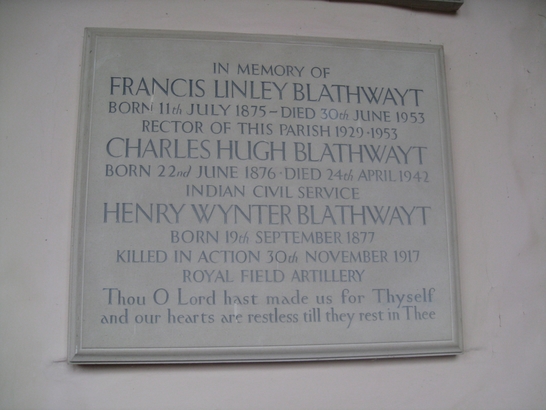 IN MEMORY OF
FRANCIS LINLEY BLATHWAYT
BORN 11th JULY 1875 – DIED 30th JUNE 1953
RECTOR OF THIS PARISH 1929 · 1953
CHARLES HUGH BLATHWAYT
BORN 22nd JUNE 1876 · DIED 24th APRIL 1942
INDIAN CIVIL SERVICE
HENRY WYNTER BLATHWAYT
BORN 19th SEPTEMBER 1877
KILLED IN ACTION 30th NOVEMBER 1917
ROYAL FIELD ARTILLERY
Thou O Lord hast made us for Thyself
and our hearts are restless till they rest in Thee